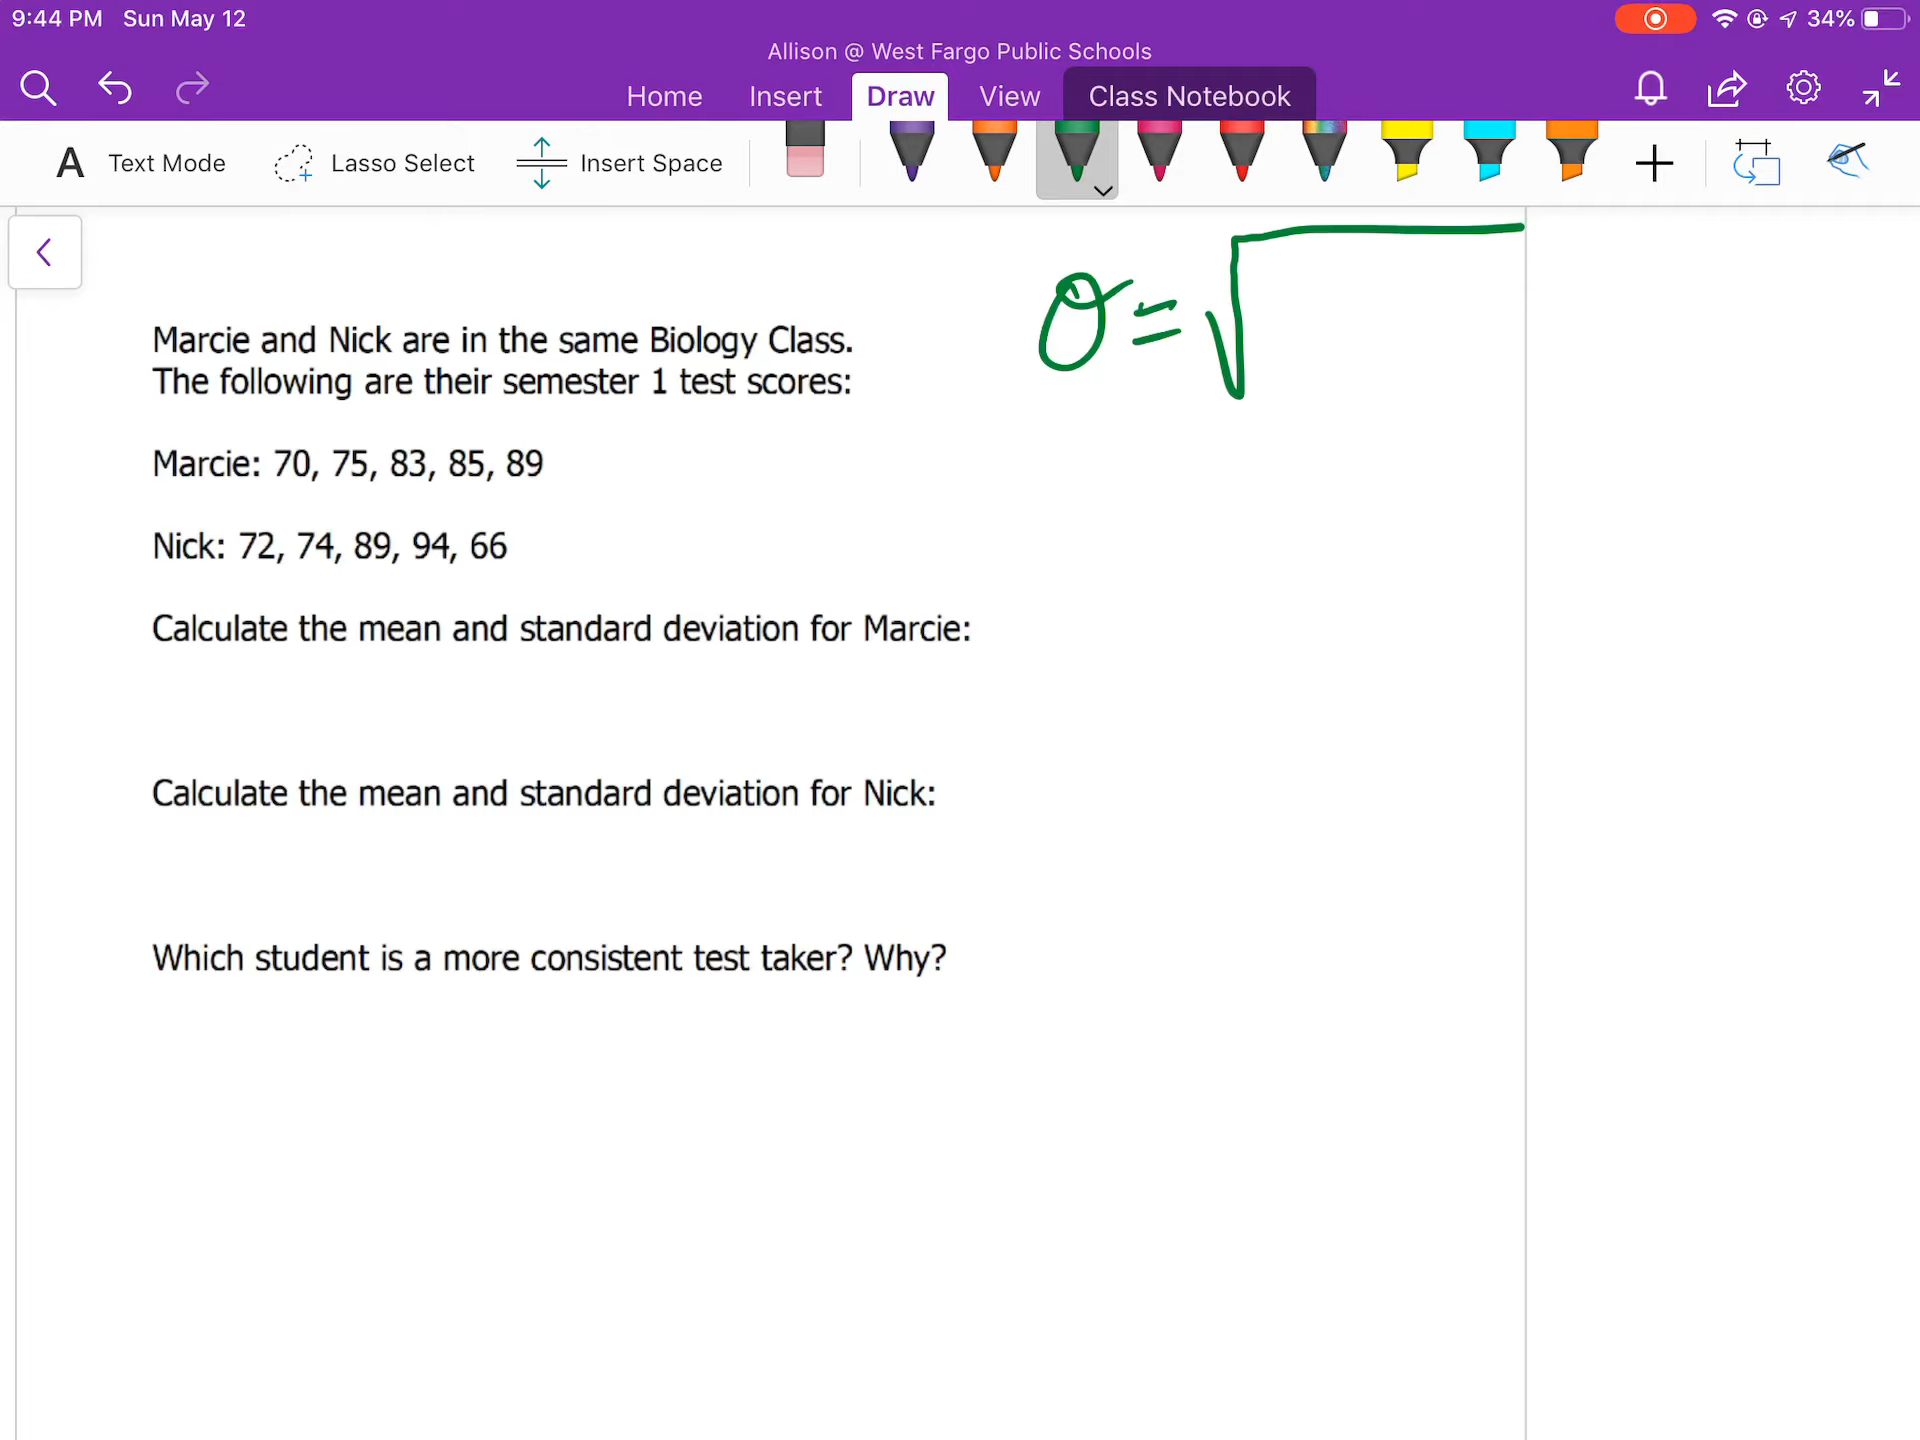 9:44 PM Sun May 12
34%
Allison @ West Fargo Public Schools
Home Insert Draw View Class Notebook
A Text Mode Lasso Select Insert Space
σ = √
Marcie and Nick are in the same Biology Class.
The following are their semester 1 test scores:
Marcie: 70, 75, 83, 85, 89
Nick: 72, 74, 89, 94, 66
Calculate the mean and standard deviation for Marcie:
Calculate the mean and standard deviation for Nick:
Which student is a more consistent test taker? Why?